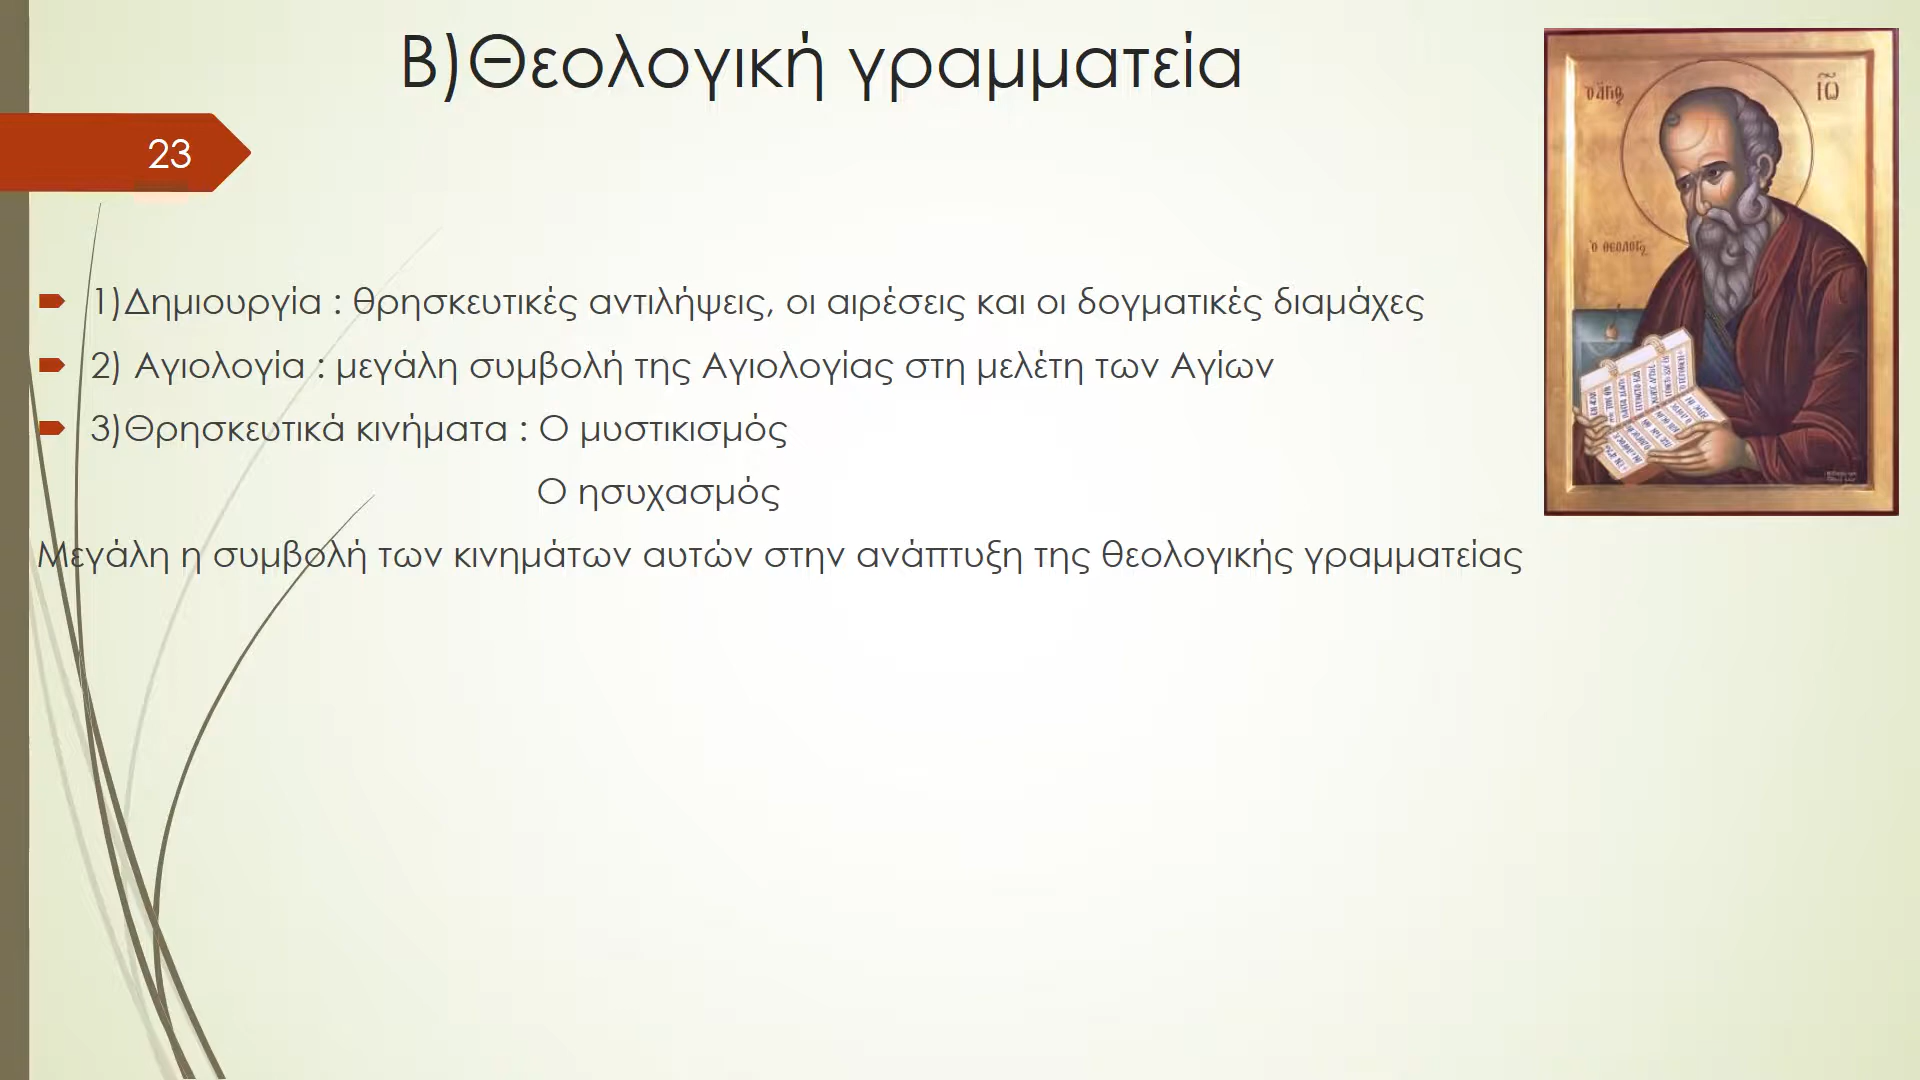 Β)Θεολογική γραμματεία
23
1)Δημιουργία : θρησκευτικές αντιλήψεις, οι αιρέσεις και οι δογματικές διαμάχες
2) Αγιολογία : μεγάλη συμβολή της Αγιολογίας στη μελέτη των Αγίων
3)Θρησκευτικά κινήματα : Ο μυστικισμός
Ο ησυχασμός
Μεγάλη η συμβολή των κινημάτων αυτών στην ανάπτυξη της θεολογικής γραμματείας